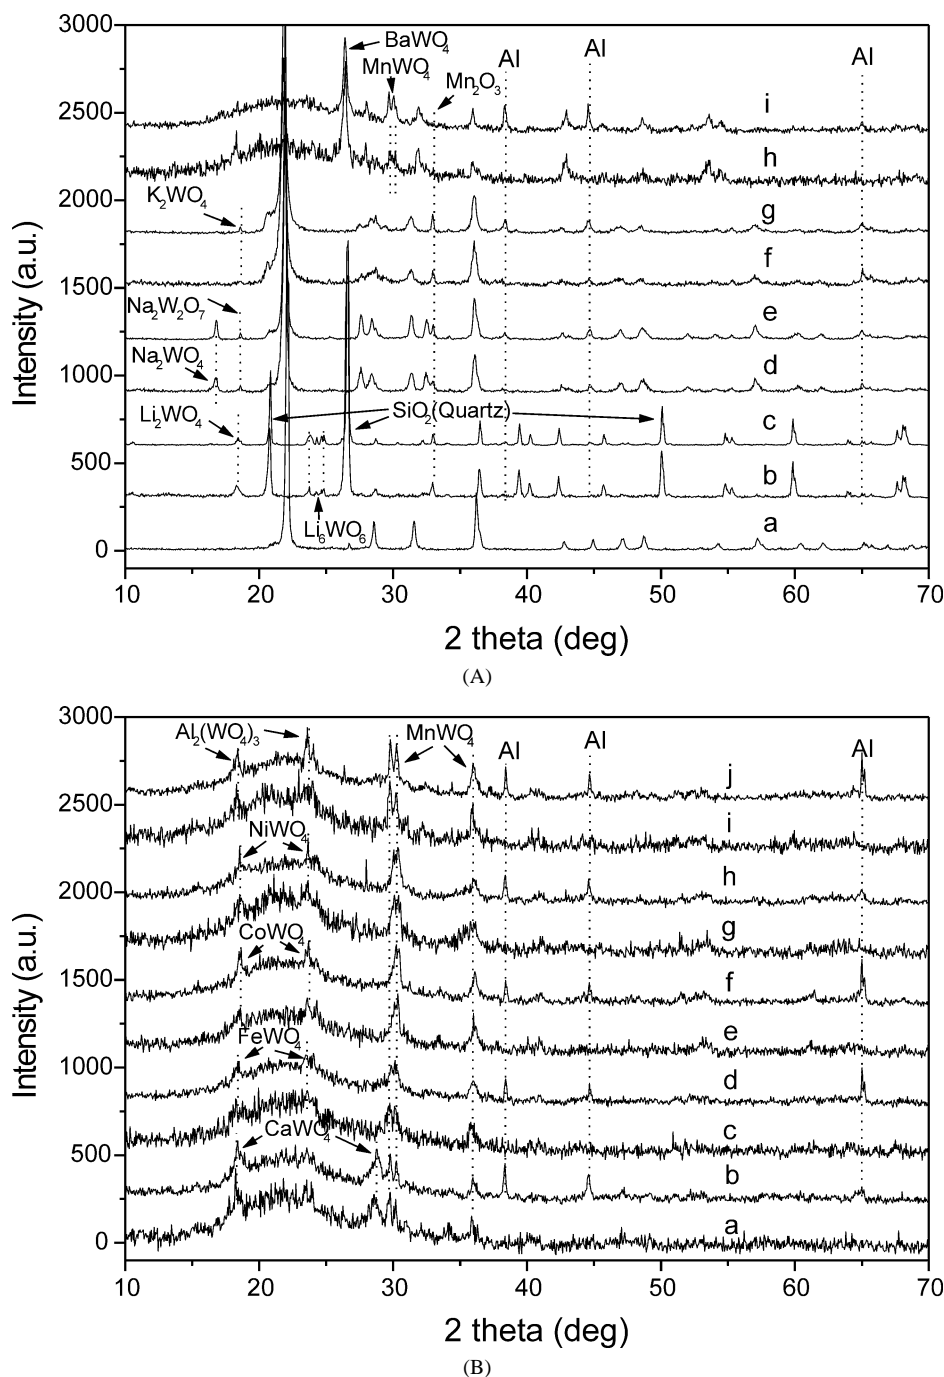 3000
BaWO4
MnWO4
Al
Al
Al
Mn2O3
2500
i
h
2000
K2WO4
g
f
1500
Na2W2O7
e
Na2WO4
1000
d
Intensity (a.u.)
Li2WO4
SiO2(Quartz)
c
500
b
Li6WO6
a
0
10 20 30 40 50 60 70
2 theta (deg)
(A)
3000
Al2(WO4)3
MnWO4
Al
Al
Al
j
2500
i
NiWO4
h
2000
g
CoWO4
Intensity (a.u.)
1500
f
e
FeWO4
1000
d
c
CaWO4
500
b
a
0
10 20 30 40 50 60 70
2 theta (deg)
(B)